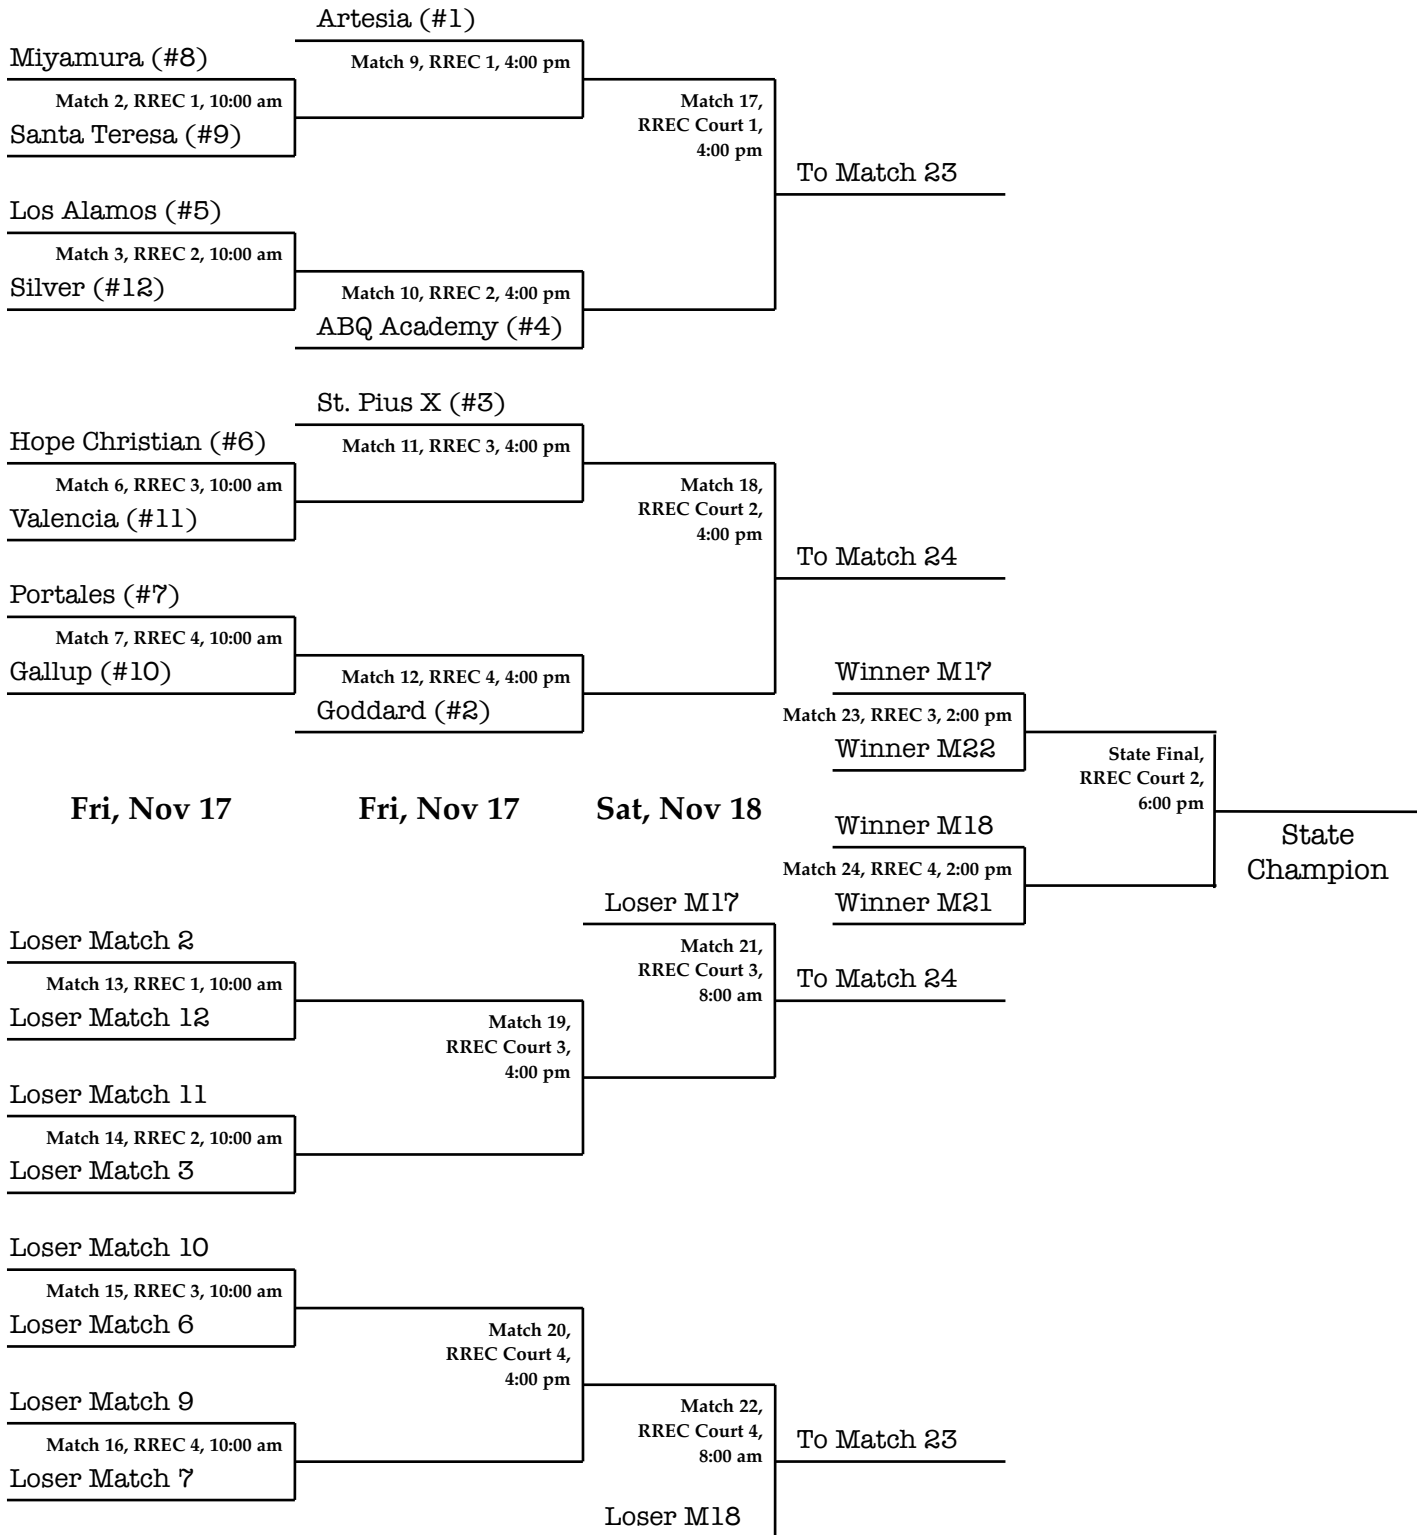 Artesia (#1)
Miyamura (#8)
Match 9, RREC 1, 4:00 pm
Match 2, RREC 1, 10:00 am
Santa Teresa (#9)
Match 17,
RREC Court 1,
4:00 pm
To Match 23
Los Alamos (#5)
Match 3, RREC 2, 10:00 am
Silver (#12)
Match 10, RREC 2, 4:00 pm
ABQ Academy (#4)
St. Pius X (#3)
Hope Christian (#6)
Match 11, RREC 3, 4:00 pm
Match 6, RREC 3, 10:00 am
Valencia (#11)
Match 18,
RREC Court 2,
4:00 pm
To Match 24
Portales (#7)
Match 7, RREC 4, 10:00 am
Gallup (#10)
Match 12, RREC 4, 4:00 pm
Goddard (#2)
Winner M17
Match 23, RREC 3, 2:00 pm
Winner M22
State Final,
RREC Court 2,
6:00 pm
Fri, Nov 17
Fri, Nov 17
Sat, Nov 18
Winner M18
Match 24, RREC 4, 2:00 pm
Winner M21
State
Champion
Loser M17
Loser Match 2
Match 13, RREC 1, 10:00 am
Loser Match 12
Match 21,
RREC Court 3,
8:00 am
To Match 24
Match 19,
RREC Court 3,
4:00 pm
Loser Match 11
Match 14, RREC 2, 10:00 am
Loser Match 3
Loser Match 10
Match 15, RREC 3, 10:00 am
Loser Match 6
Match 20,
RREC Court 4,
4:00 pm
Loser Match 9
Match 16, RREC 4, 10:00 am
Loser Match 7
Match 22,
RREC Court 4,
8:00 am
To Match 23
Loser M18